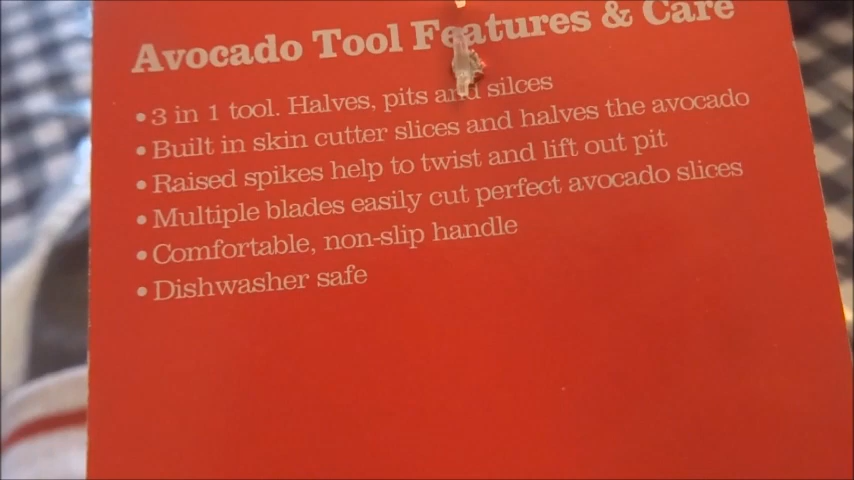 Avocado Tool Features & Care
• 3 in 1 tool. Halves, pits and silces
• Built in skin cutter slices and halves the avocado
• Raised spikes help to twist and lift out pit
• Multiple blades easily cut perfect avocado slices
• Comfortable, non-slip handle
• Dishwasher safe